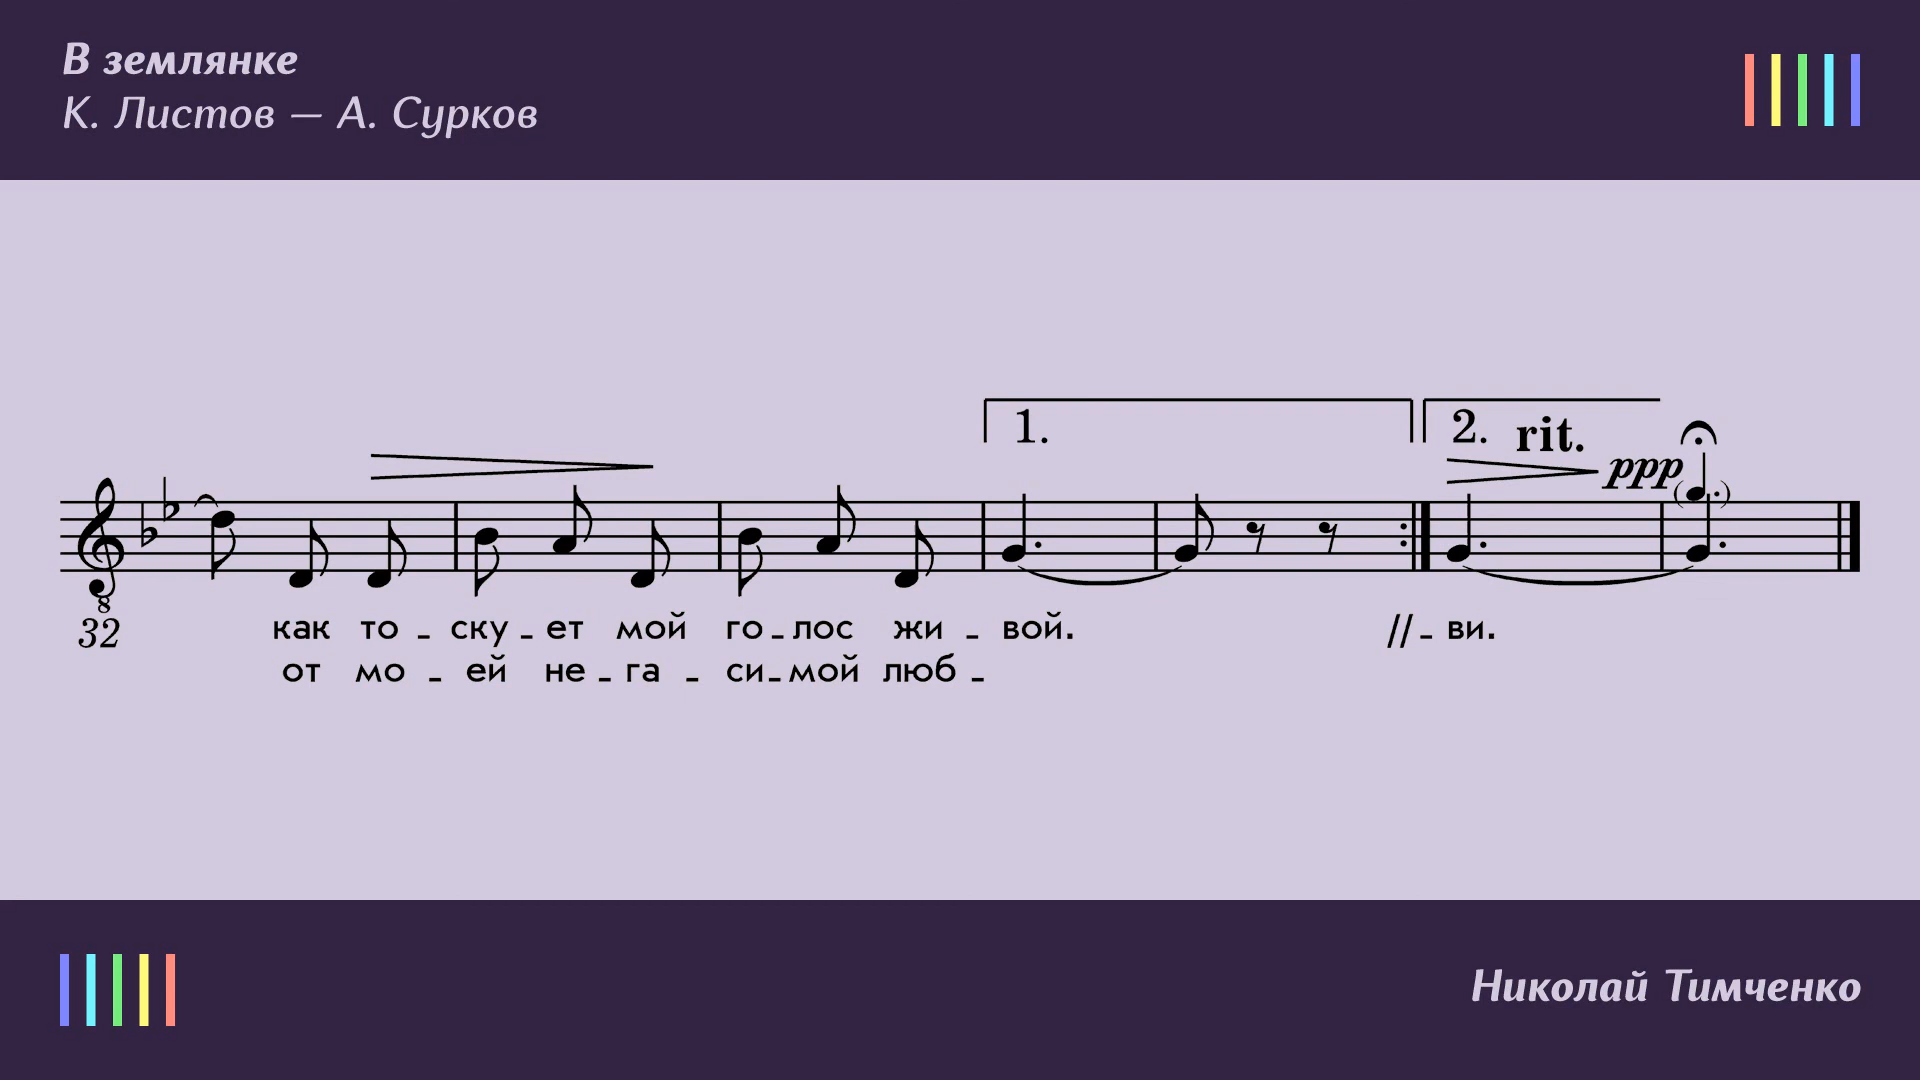 В землянке
К. Листов — А. Сурков
1.
2. rit.
ppp
8
32
как то - ску - ет мой го - лос жи - вой. // - ви.
от мо - ей не - га - си - мой люб -
Николай Тимченко